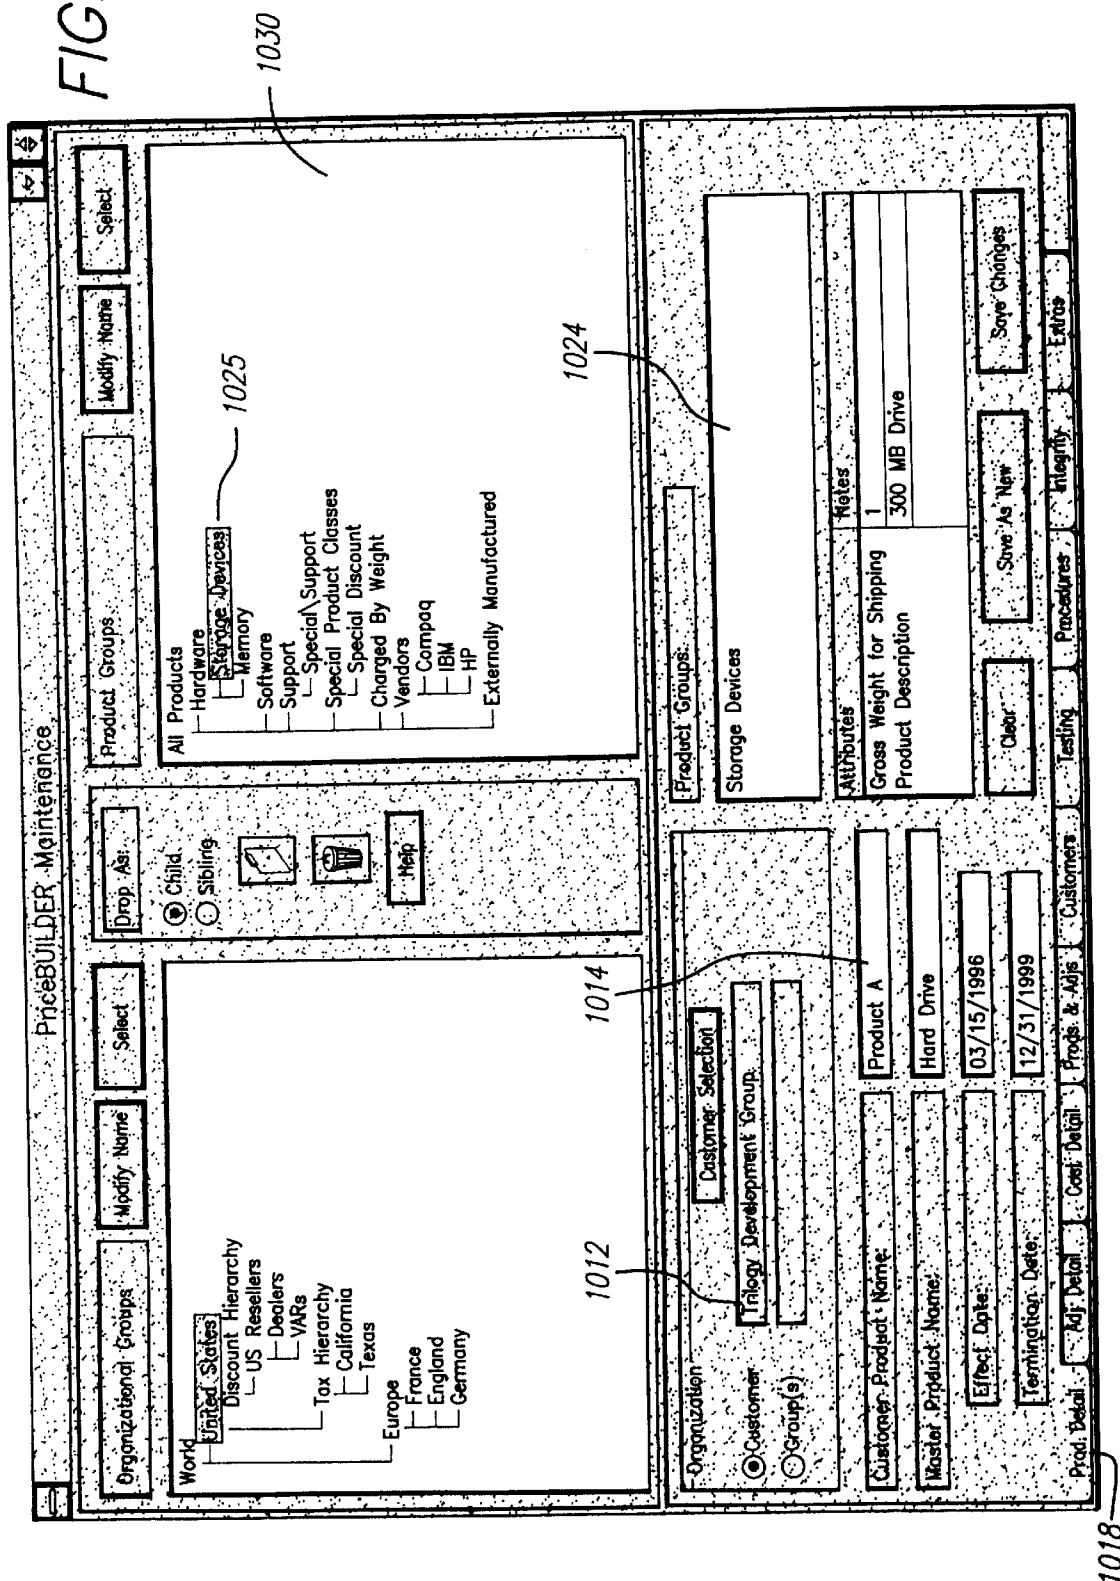 FIG.
PriceBUILDER Maintenance
Organizational Groups
Modify Name
Select
World
United States
Discount Hierarchy
US Resellers
Dealers
VARs
Tax Hierarchy
California
Texas
Europe
France
England
Germany
Drop As:
Child
Sibling
Help
Product Groups
Modify Name
Select
All Products
Hardware
Storage Devices
Memory
Software
Support
Special\Support
Special Product Classes
Special Discount
Charged By Weight
Vendors
Compaq
IBM
HP
Externally Manufactured
1025
1030
1012
1014
1024
Organization
Customer Selection
Customer
Trilogy Development Group
Group(s)
Customer Product Name:
Product A
Master Product Name:
Hard Drive
Effect Date:
03/15/1996
Termination Date:
12/31/1999
Product Groups:
Storage Devices
Attributes
Notes
Gross Weight for Shipping
1
Product Description
300 MB Drive
Clear
Save As New
Save Changes
Prod Detail
Adj Detail
Cost Detail
Prods & Adjs
Customers
Testing
Procedures
Integrity
Extras
1018